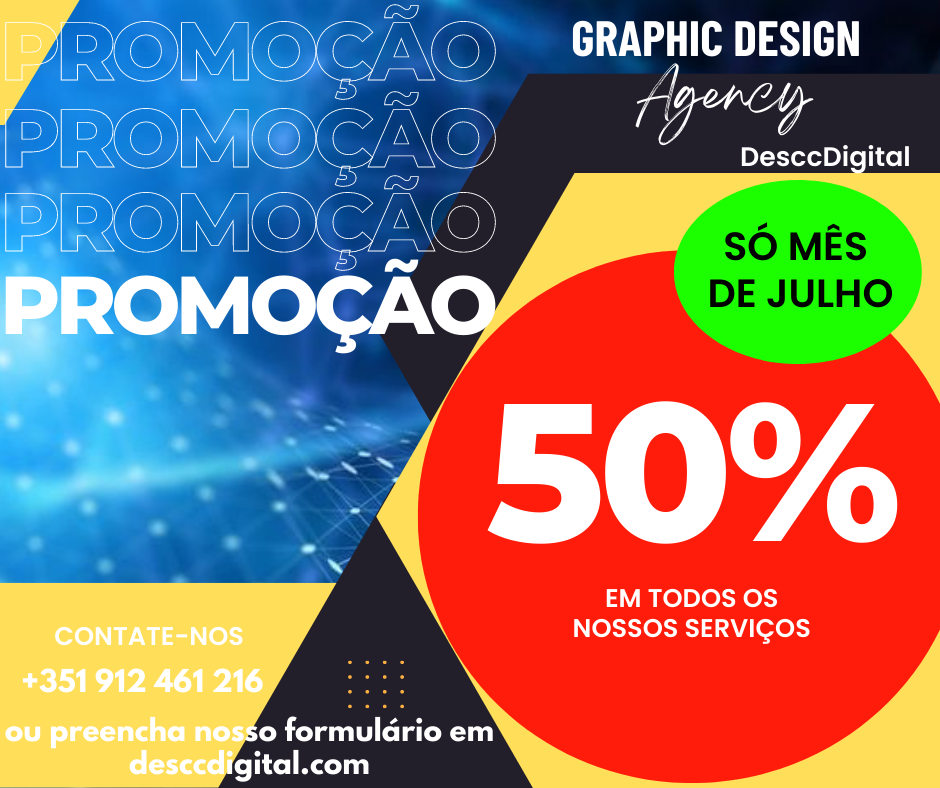 PROMOÇÃO
PROMOÇÃO
PROMOÇÃO
PROMOÇÃO
GRAPHIC DESIGN
Agency
DesccDigital
SÓ MÊS
DE JULHO
50%
EM TODOS OS
NOSSOS SERVIÇOS
CONTATE-NOS
+351 912 461 216
ou preencha nosso formulário em
desccdigital.com